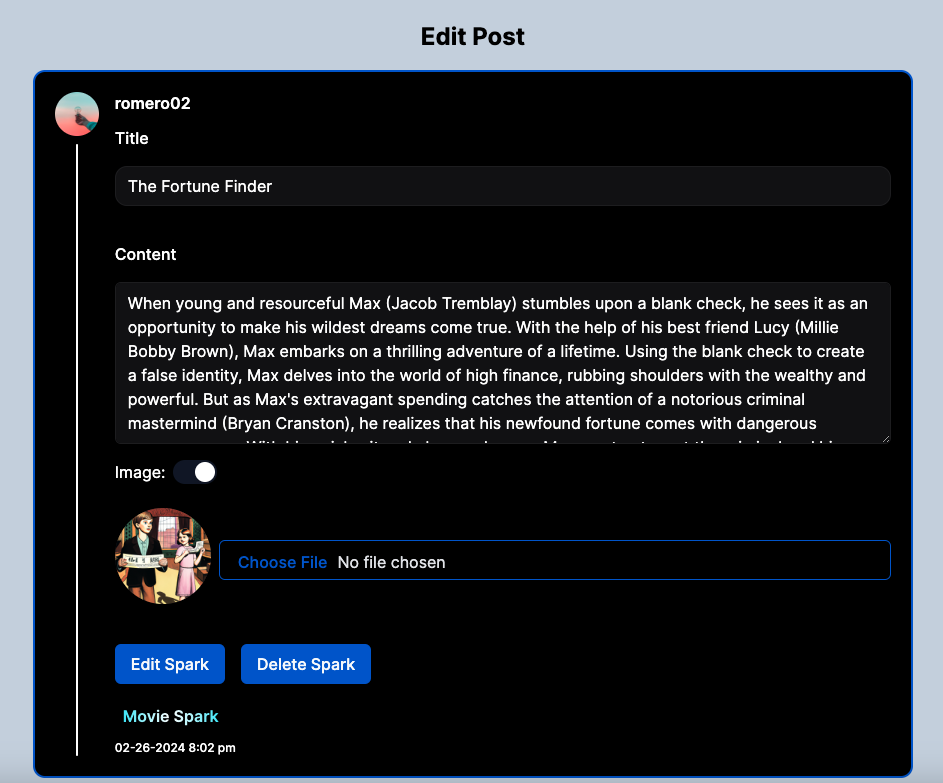 Edit Post
romero02
Title
The Fortune Finder
Content
When young and resourceful Max (Jacob Tremblay) stumbles upon a blank check, he sees it as an
opportunity to make his wildest dreams come true. With the help of his best friend Lucy (Millie
Bobby Brown), Max embarks on a thrilling adventure of a lifetime. Using the blank check to create
a false identity, Max delves into the world of high finance, rubbing shoulders with the wealthy and
powerful. But as Max's extravagant spending catches the attention of a notorious criminal
mastermind (Bryan Cranston), he realizes that his newfound fortune comes with dangerous
Image:
Choose File No file chosen
Edit Spark Delete Spark
Movie Spark
02-26-2024 8:02 pm